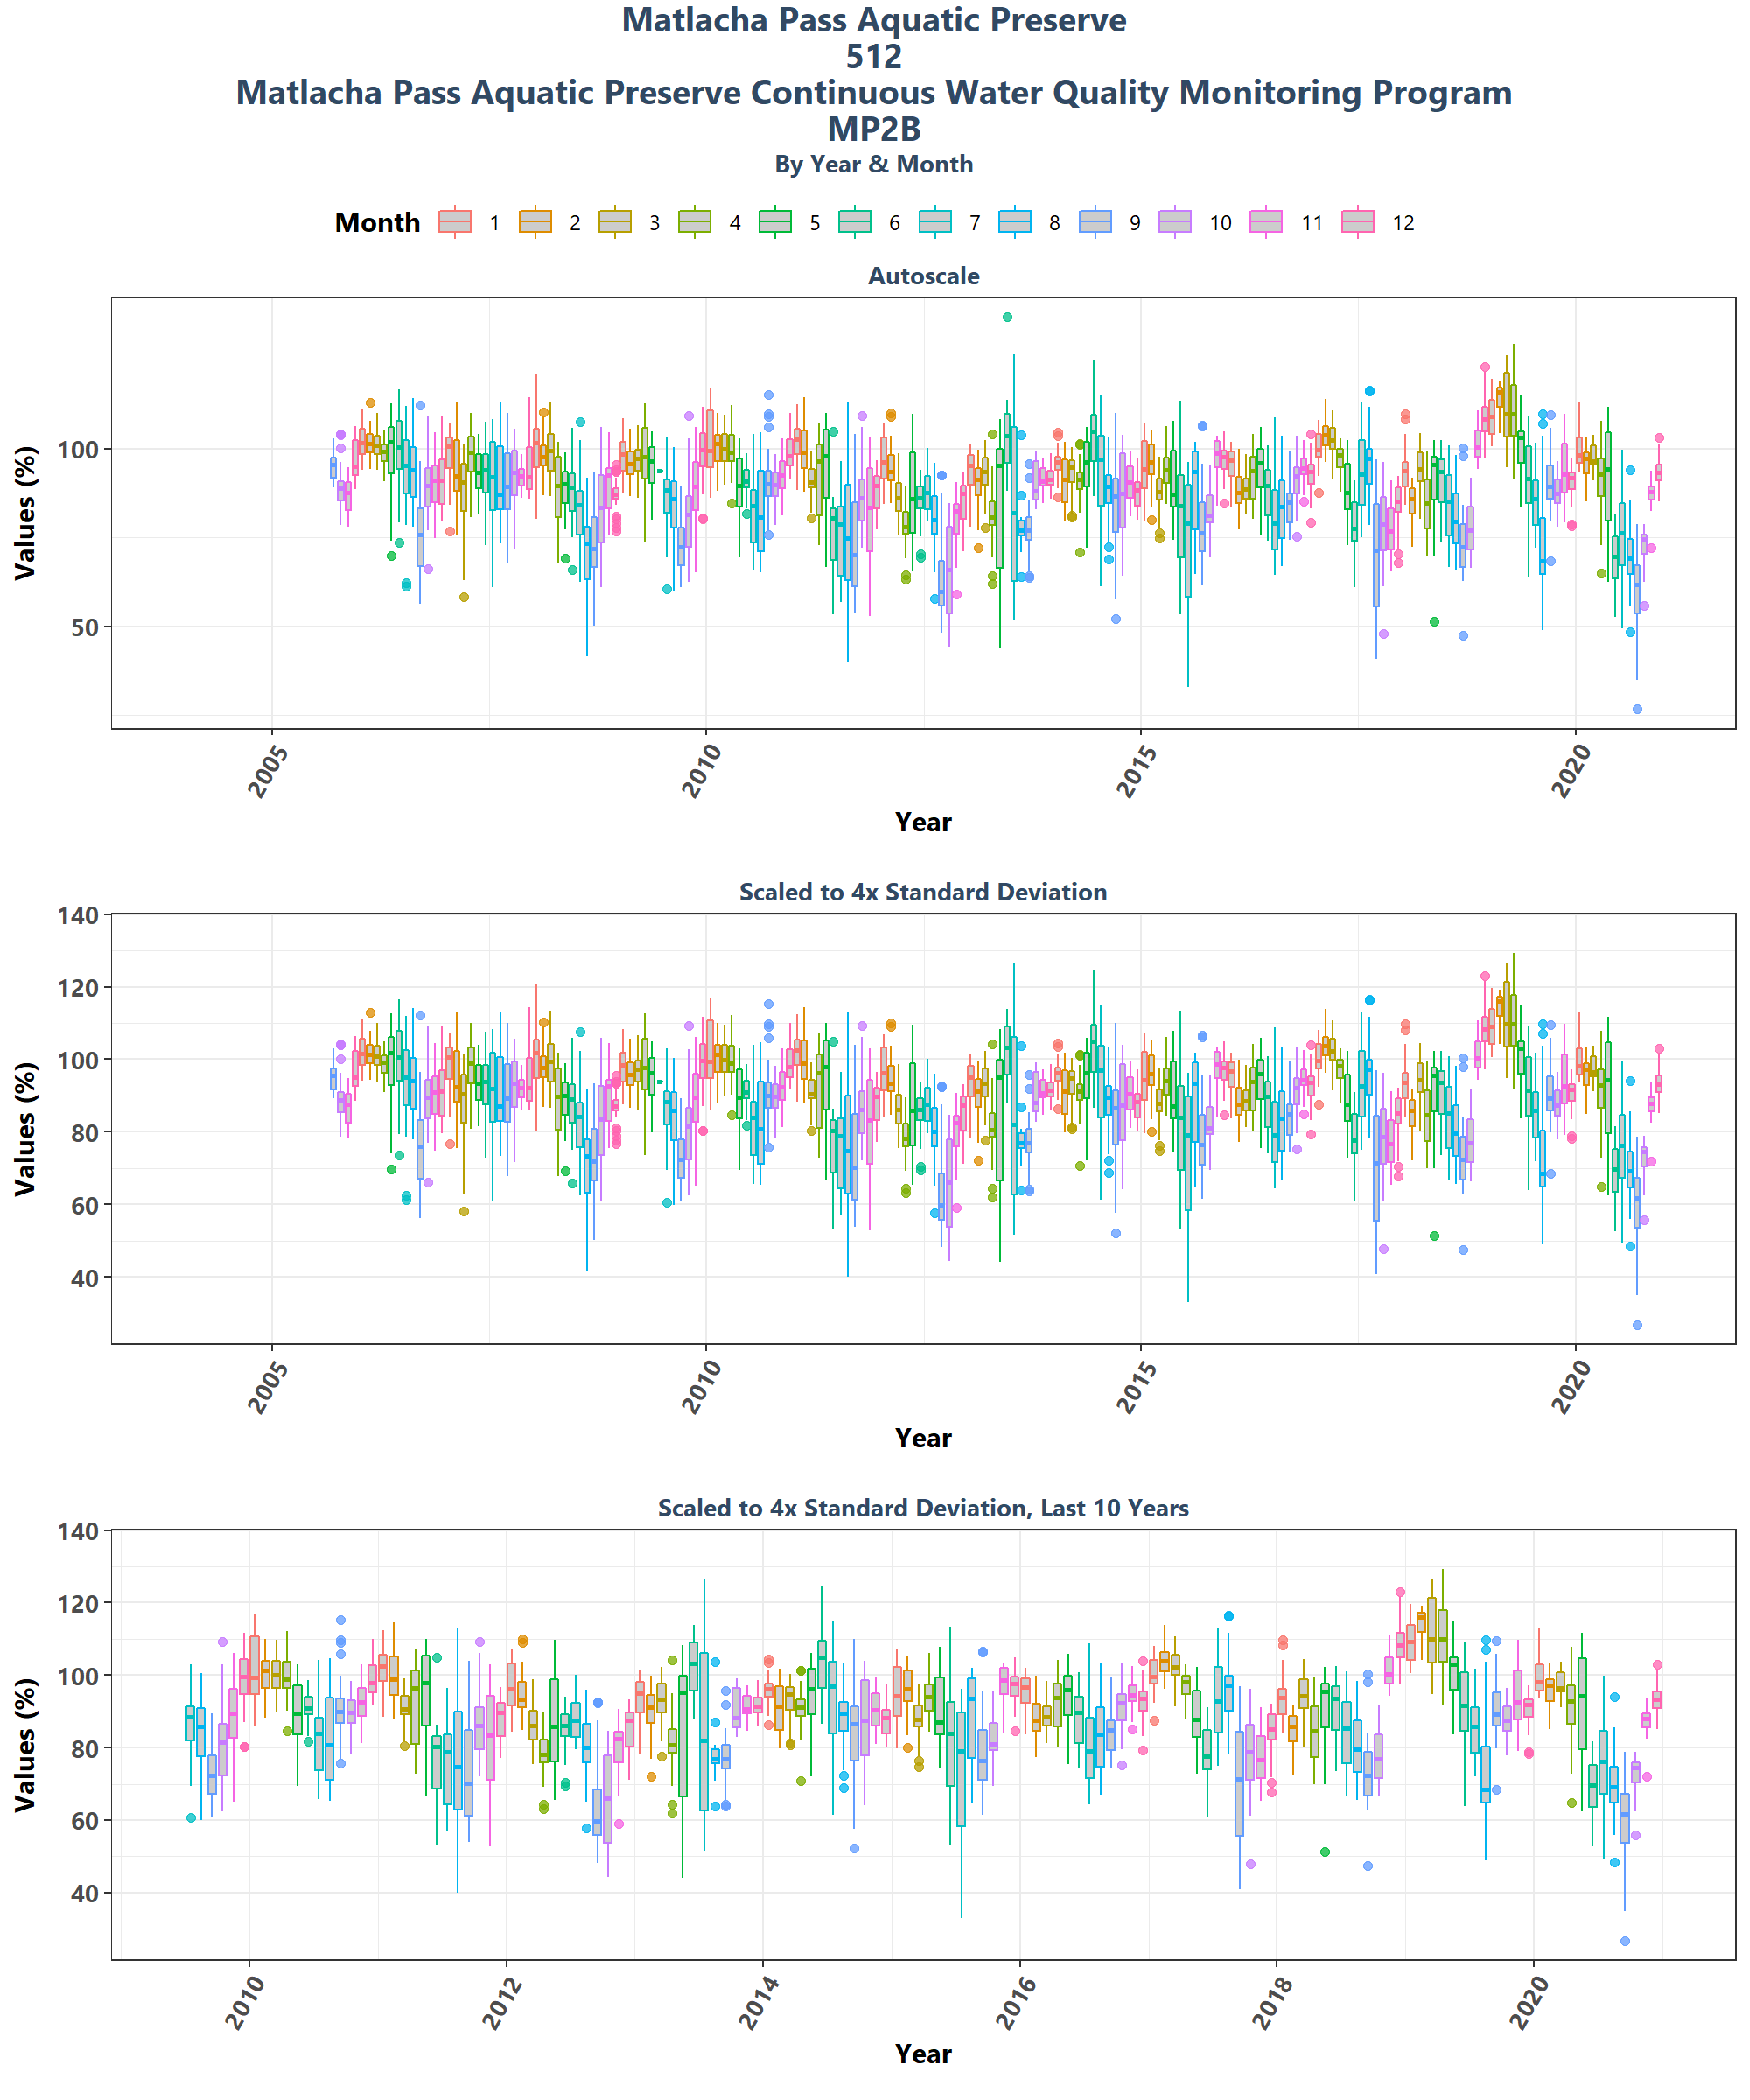 Matlacha Pass Aquatic Preserve
512
Matlacha Pass Aquatic Preserve Continuous Water Quality Monitoring Program
MP2B
By Year & Month
Month 1 2 3 4 5 6 7 8 9 10 11 12
Autoscale
Values (%)
100
50
2005 2010 2015 2020
Year
Scaled to 4x Standard Deviation
Values (%)
140
120
100
80
60
40
2005 2010 2015 2020
Year
Scaled to 4x Standard Deviation, Last 10 Years
Values (%)
140
120
100
80
60
40
2010 2012 2014 2016 2018 2020
Year